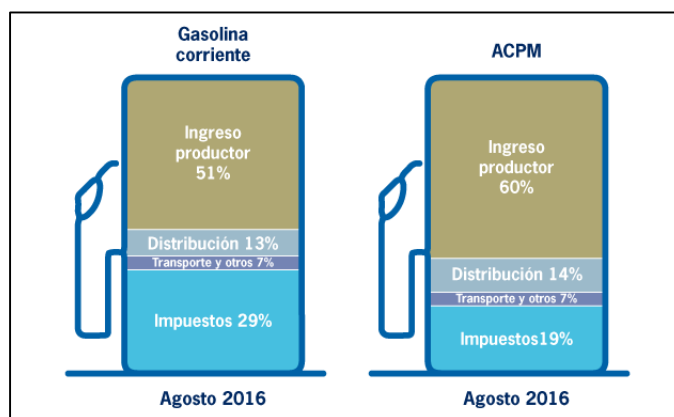 Gasolina
corriente
Ingreso
productor
51%
Distribución 13%
Transporte y otros 7%
Impuestos 29%
Agosto 2016
ACPM
Ingreso
productor
60%
Distribución 14%
Transporte y otros 7%
Impuestos19%
Agosto 2016